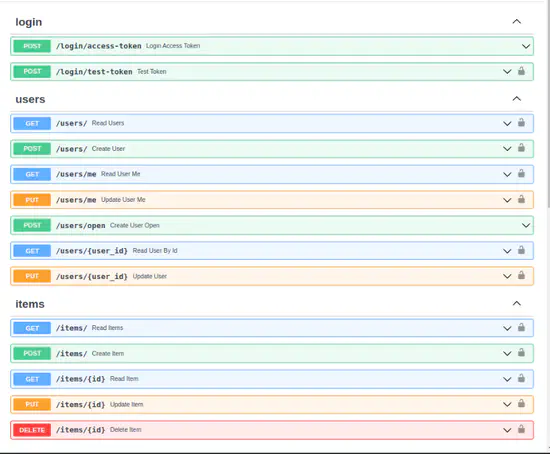 login
POST /login/access-token Login Access Token
POST /login/test-token Test Token
users
GET /users/ Read Users
POST /users/ Create User
GET /users/me Read User Me
PUT /users/me Update User Me
POST /users/open Create User Open
GET /users/{user_id} Read User By Id
PUT /users/{user_id} Update User
items
GET /items/ Read Items
POST /items/ Create Item
GET /items/{id} Read Item
PUT /items/{id} Update Item
DELETE /items/{id} Delete Item